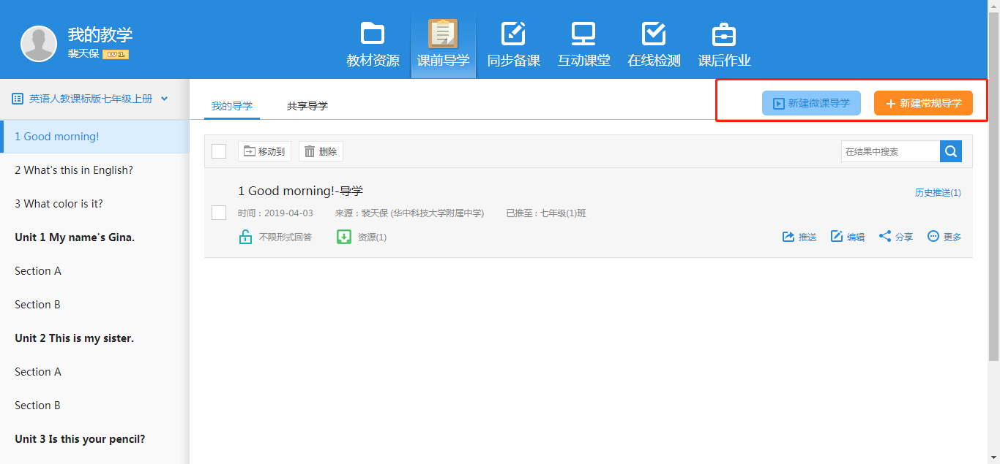 我的教学
裴天保 LV1
教材资源 课前导学 同步备课 互动课堂 在线检测 课后作业
英语人教课标版七年级上册
1 Good morning!
2 What's this in English?
3 What color is it?
Unit 1 My name's Gina.
Section A
Section B
Unit 2 This is my sister.
Section A
Section B
Unit 3 Is this your pencil?
我的导学 共享导学 新建微课导学 新建常规导学
移动到 删除 在结果中搜索
1 Good morning!-导学 历史推送(1)
时间：2019-04-03 来源：裴天保 (华中科技大学附属中学) 已推至：七年级(1)班
不限形式回答 资源(1) 推送 编辑 分享 更多